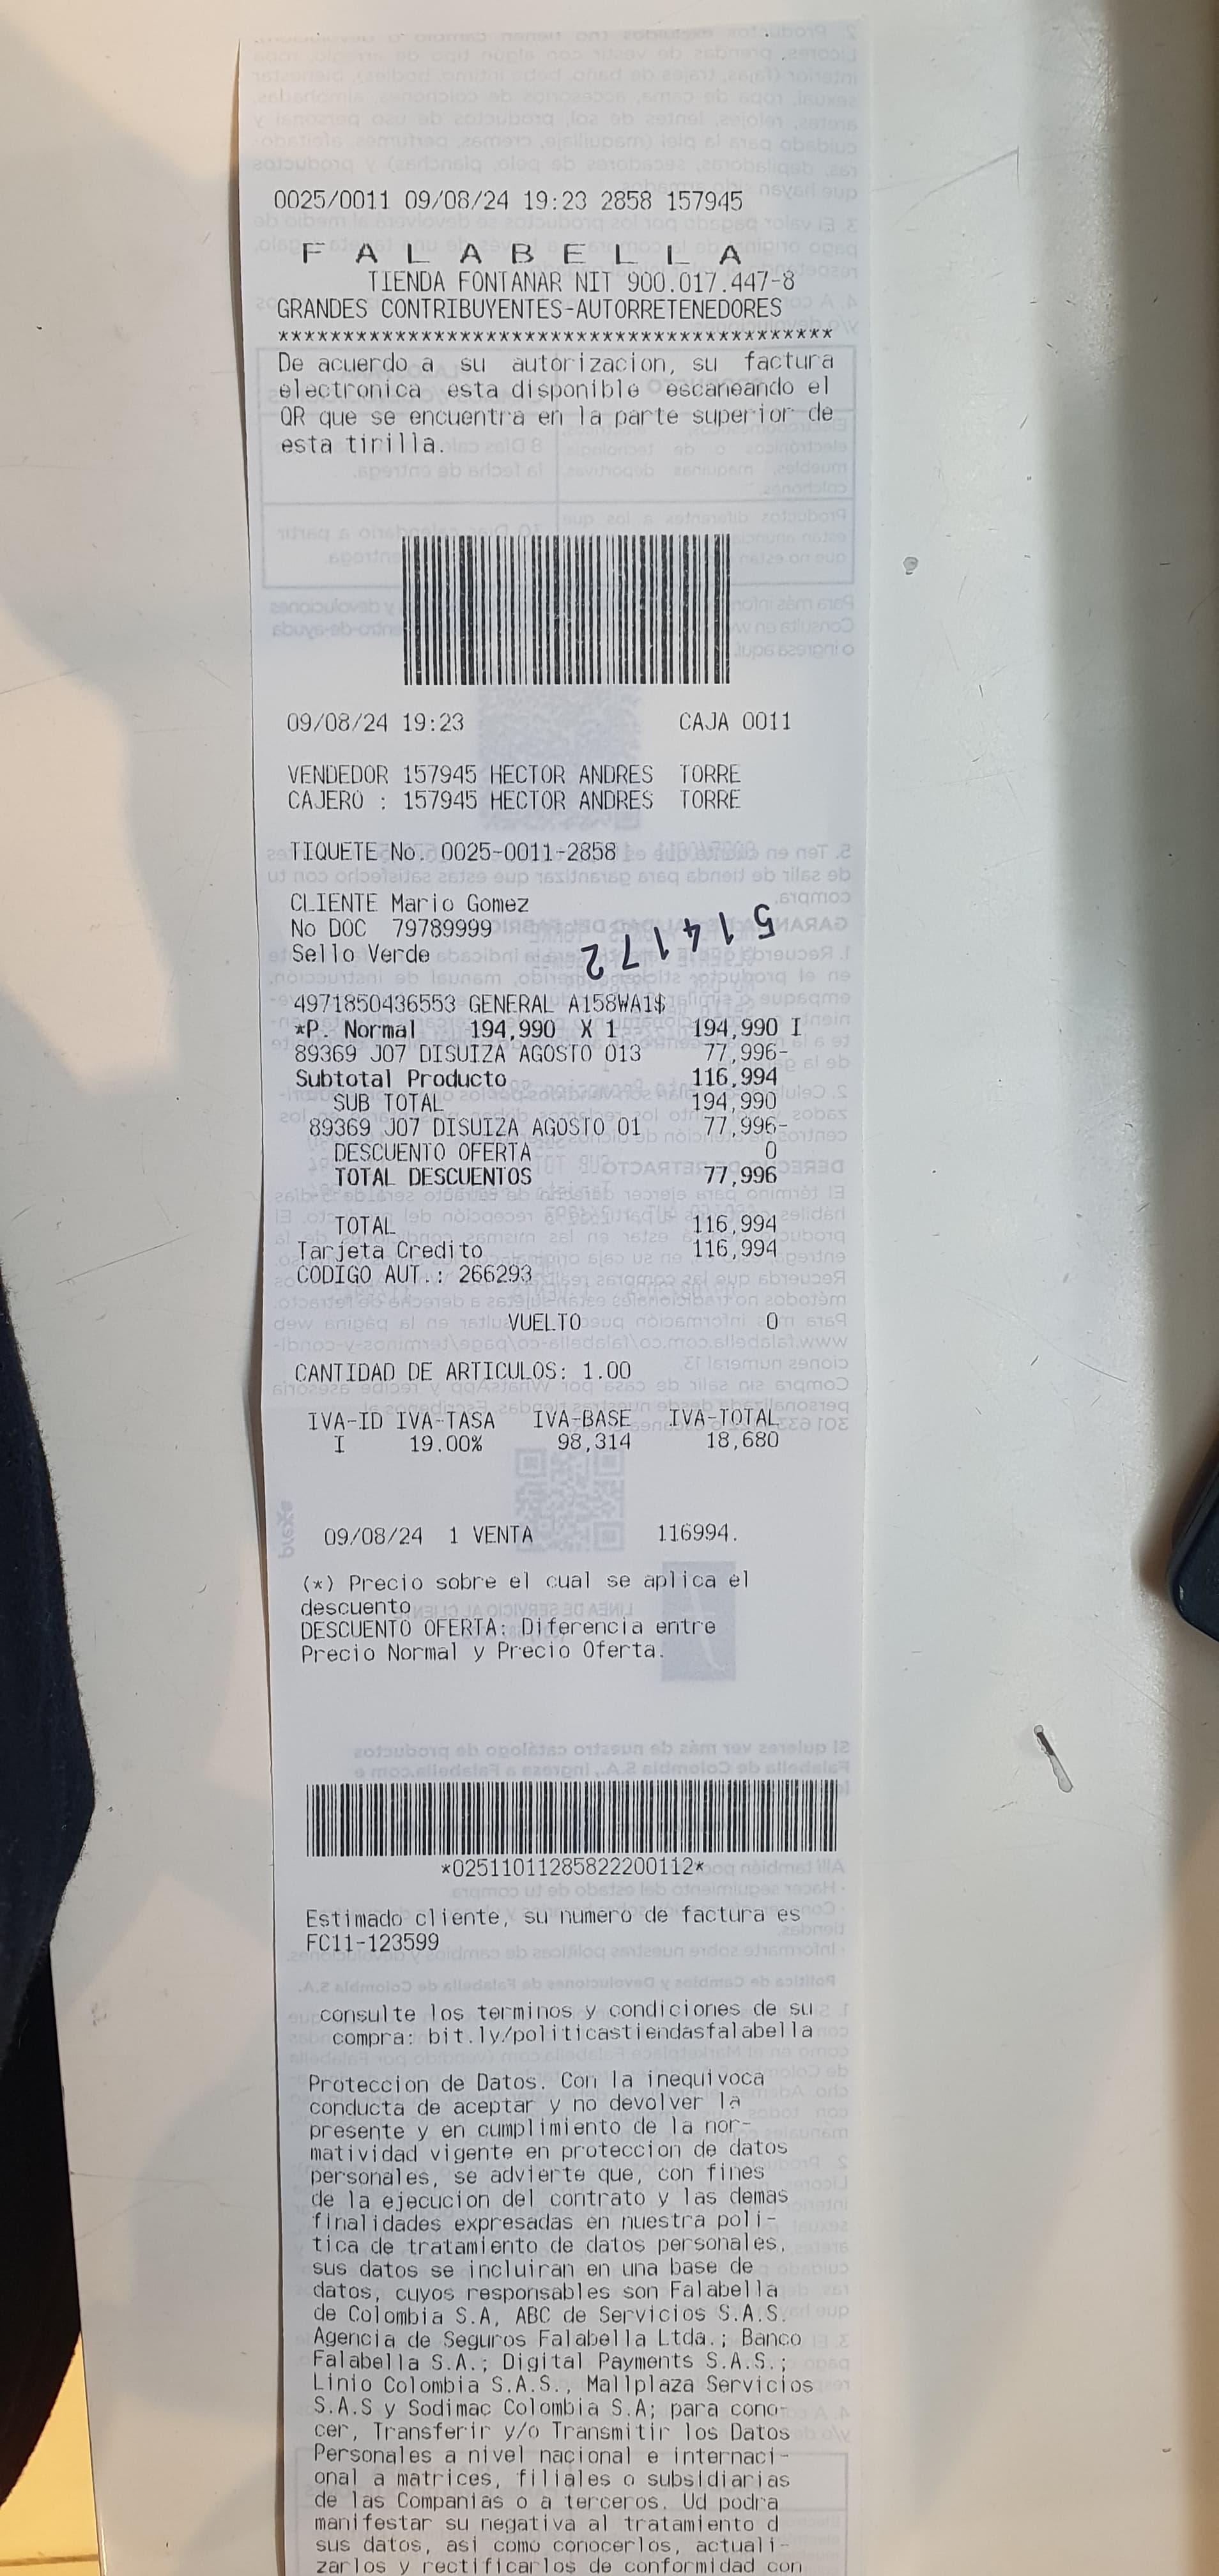 0025/0011 09/08/24 19:23 2858 157945
F A L A B E L L A
TIENDA FONTANAR NIT 900.017.447-8
GRANDES CONTRIBUYENTES-AUTORRETENEDORES
*******************************************
De acuerdo a su autorizacion, su factura
electronica esta disponible escaneando el
QR que se encuentra en la parte superior de
esta tirilla.
09/08/24 19:23 CAJA 0011
VENDEDOR 157945 HECTOR ANDRES TORRE
CAJERO : 157945 HECTOR ANDRES TORRE
TIQUETE No. 0025-0011-2858
CLIENTE Mario Gomez
No DOC 79789999
Sello Verde
514172
4971850436553 GENERAL A158WA1$
*P. Normal 194,990 X 1 194,990 I
89369 J07 DISUIZA AGOSTO 013 77,996-
Subtotal Producto 116,994
SUB TOTAL 194,990
89369 J07 DISUIZA AGOSTO 01 77,996-
DESCUENTO OFERTA 0
TOTAL DESCUENTOS 77,996
TOTAL 116,994
Tarjeta Credito 116,994
CODIGO AUT.: 266293
VUELTO 0
CANTIDAD DE ARTICULOS: 1.00
IVA-ID IVA-TASA IVA-BASE IVA-TOTAL
I 19.00% 98,314 18,680
09/08/24 1 VENTA 116994.
(*) Precio sobre el cual se aplica el
descuento
DESCUENTO OFERTA: Diferencia entre
Precio Normal y Precio Oferta.
*025110112858222001​12*
Estimado cliente, su numero de factura es
FC11-123599
consulte los terminos y condiciones de su
compra: bit.ly/politicastiendasfalabella
Proteccion de Datos. Con la inequivoca
conducta de aceptar y no devolver la
presente y en cumplimiento de la nor-
matividad vigente en proteccion de datos
personales, se advierte que, con fines
de la ejecucion del contrato y las demas
finalidades expresadas en nuestra poli-
tica de tratamiento de datos personales,
sus datos se incluiran en una base de
datos, cuyos responsables son Falabella
de Colombia S.A, ABC de Servicios S.A.S.
Agencia de Seguros Falabella Ltda.; Banco
Falabella S.A.; Digital Payments S.A.S.;
Linio Colombia S.A.S., Mallplaza Servicios
S.A.S y Sodimac Colombia S.A; para cono-
cer, Transferir y/o Transmitir los Datos
Personales a nivel nacional e internaci-
onal a matrices, filiales o subsidiarias
de las Companias o a terceros. Ud podra
manifestar su negativa al tratamiento d
sus datos, asi como conocerlos, actuali-
zarlos y rectificarlos de conformidad con